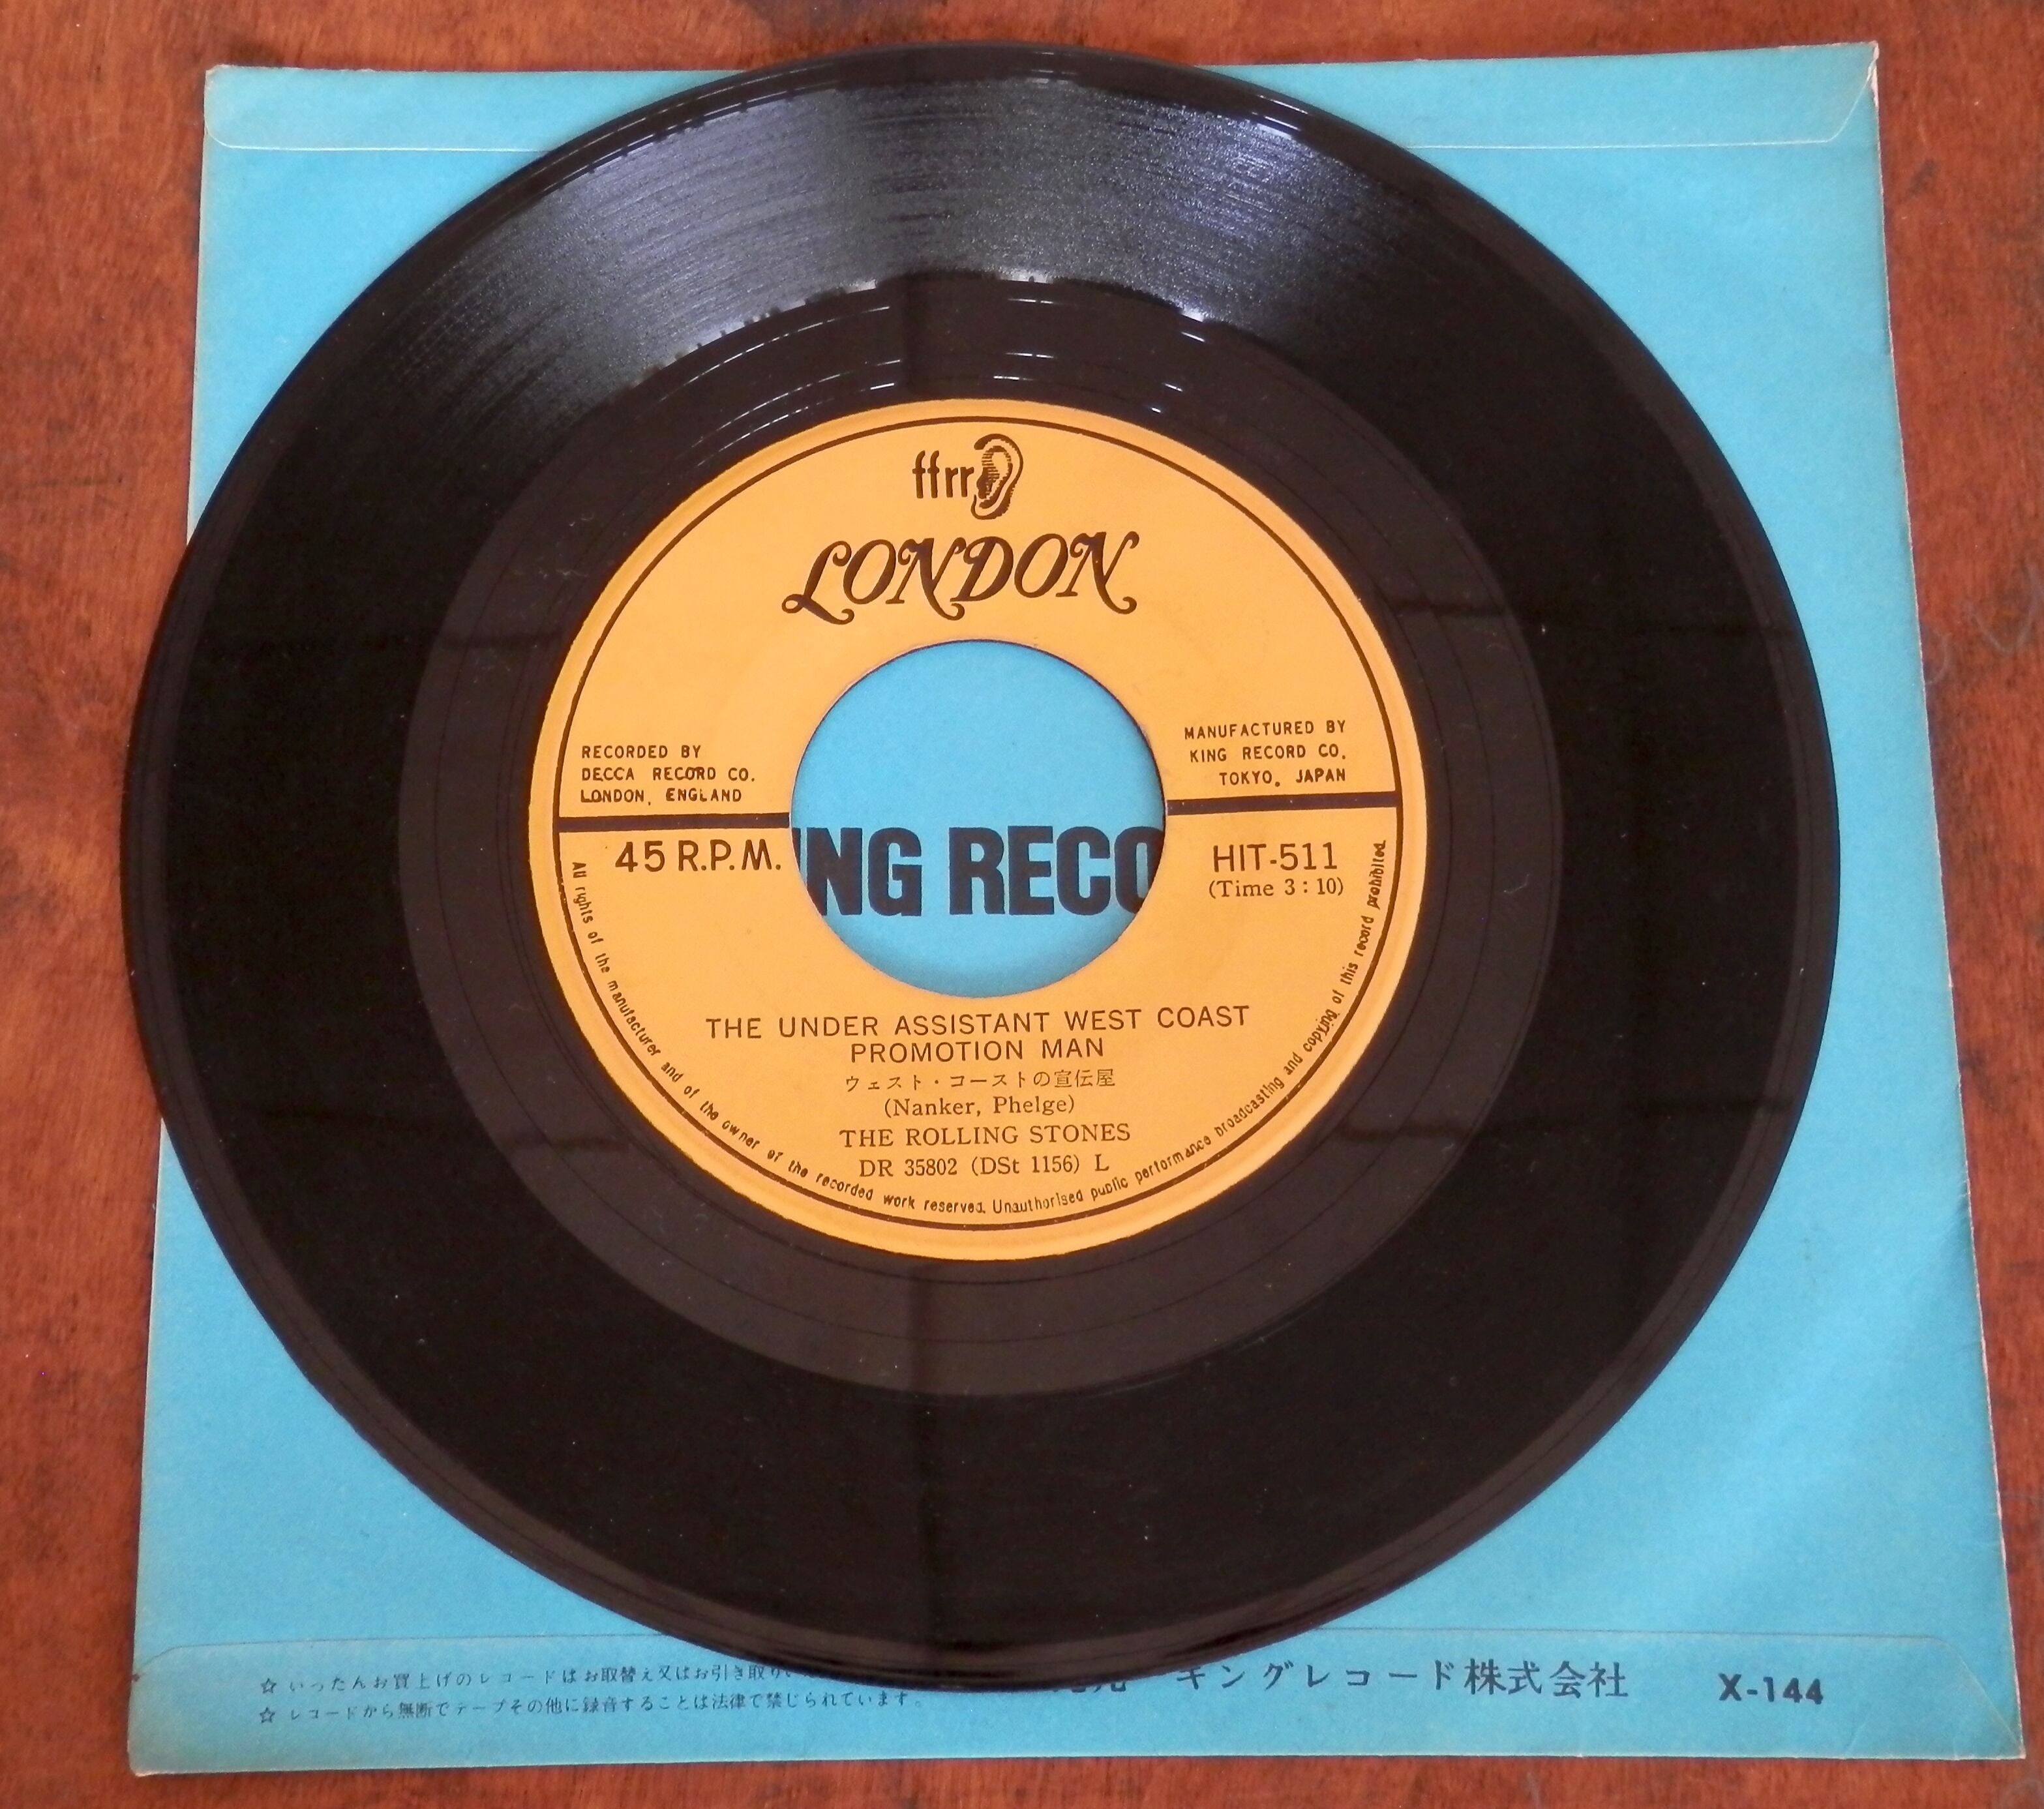 ffrr
LONDON
RECORDED BY
DECCA RECORD CO.
LONDON, ENGLAND
MANUFACTURED BY
KING RECORD CO.
TOKYO. JAPAN
45 R.P.M.
NG RECO
HIT-511
(Time 3:10)
THE UNDER ASSISTANT WEST COAST
PROMOTION MAN
ウェスト・コーストの宣伝屋
(Nanker, Phelge)
THE ROLLING STONES
DR 35802 (DSt 1156) L
All rights of the manufacturer and of the owner of the recorded work reserved. Unauthorised public performance broadcasting and copying of this record prohibited.
☆ いったんお買上げのレコードはお取替え又はお引き取り
☆ レコードから無断でテープその他に録音することは法律で禁じられています。
キングレコード株式会社
X-144